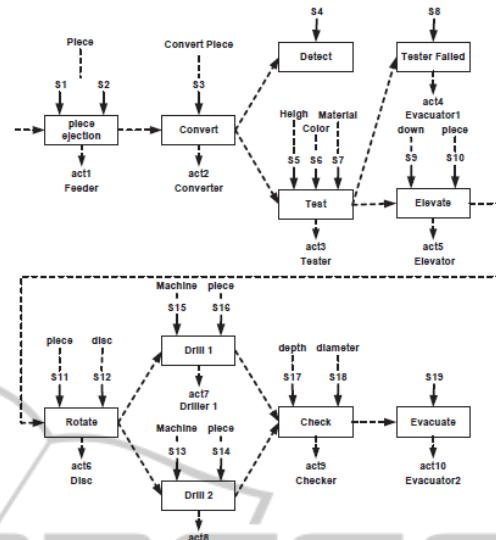 S4
S8
Piece
Convert Piece
Detect
Tester Failed
S1
S2
S3
act4
Evacuator1
Heigh
Material
Color
down
piece
piece
ejection
Convert
S5
S6
S7
S9
S10
act1
Feeder
act2
Converter
Test
Elevate
act3
Tester
act5
Elevator
Machine
piece
S15
S16
piece
disc
Drill 1
depth
diameter
S11
S12
S17
S18
S19
act7
Driller 1
Rotate
Check
Evacuate
Machine
piece
act6
Disc
S13
S14
act9
Checker
act10
Evacuator2
Drill 2
act8